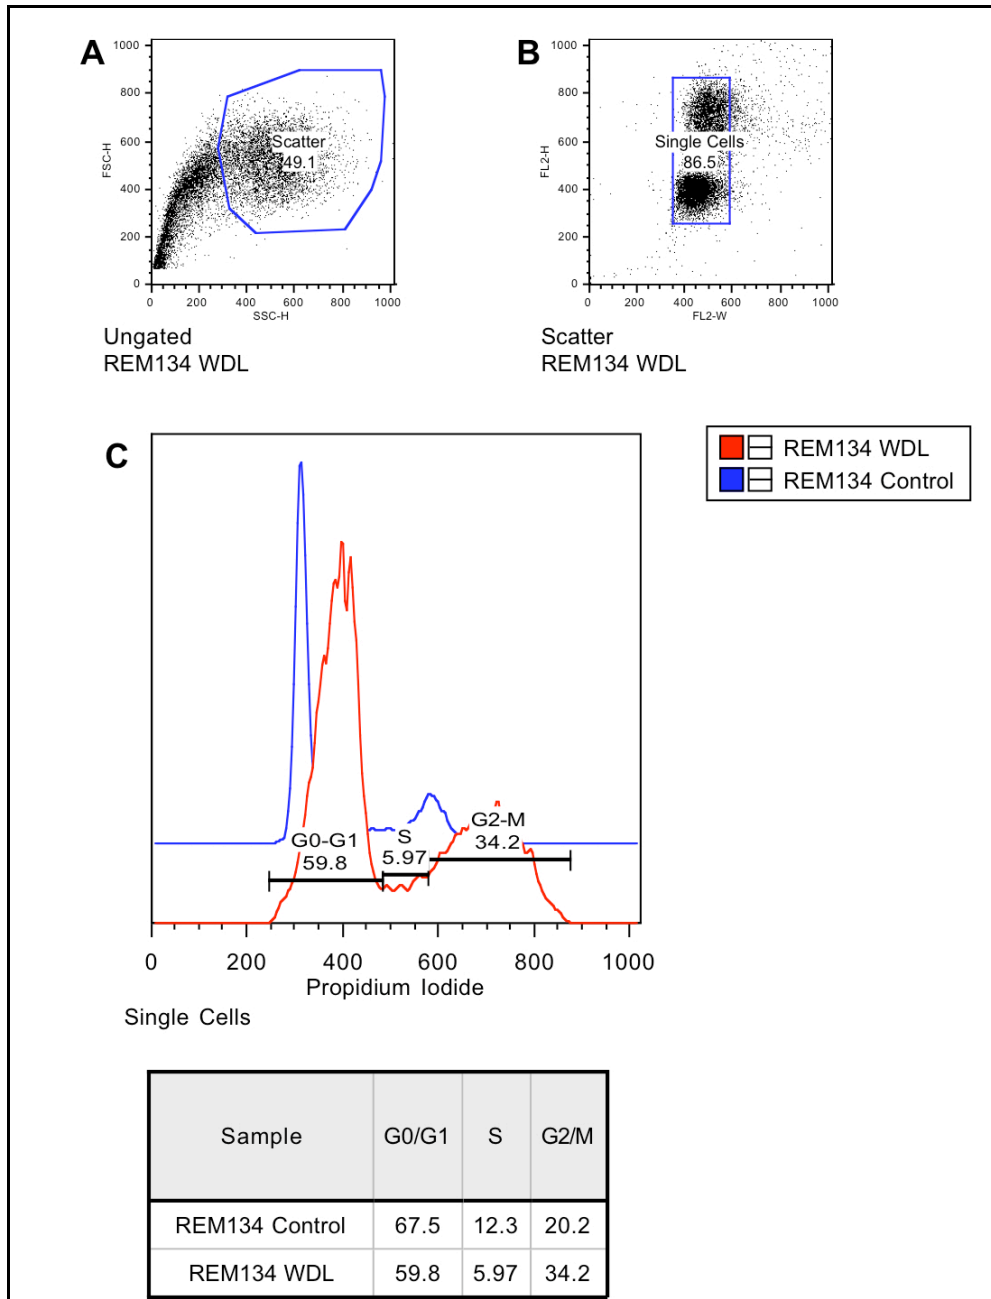 A
1000
800
600
400
200
0
FSC-H
Scatter
49.1
0 200 400 600 800 1000
SSC-H
Ungated
REM134 WDL
B
1000
800
600
400
200
0
FL2-H
Single Cells
86.5
0 200 400 600 800 1000
FL2-W
Scatter
REM134 WDL
C
REM134 WDL
REM134 Control
G0-G1
59.8
S
5.97
G2-M
34.2
0 200 400 600 800 1000
Propidium Iodide
Single Cells
Sample G0/G1 S G2/M
REM134 Control 67.5 12.3 20.2
REM134 WDL 59.8 5.97 34.2